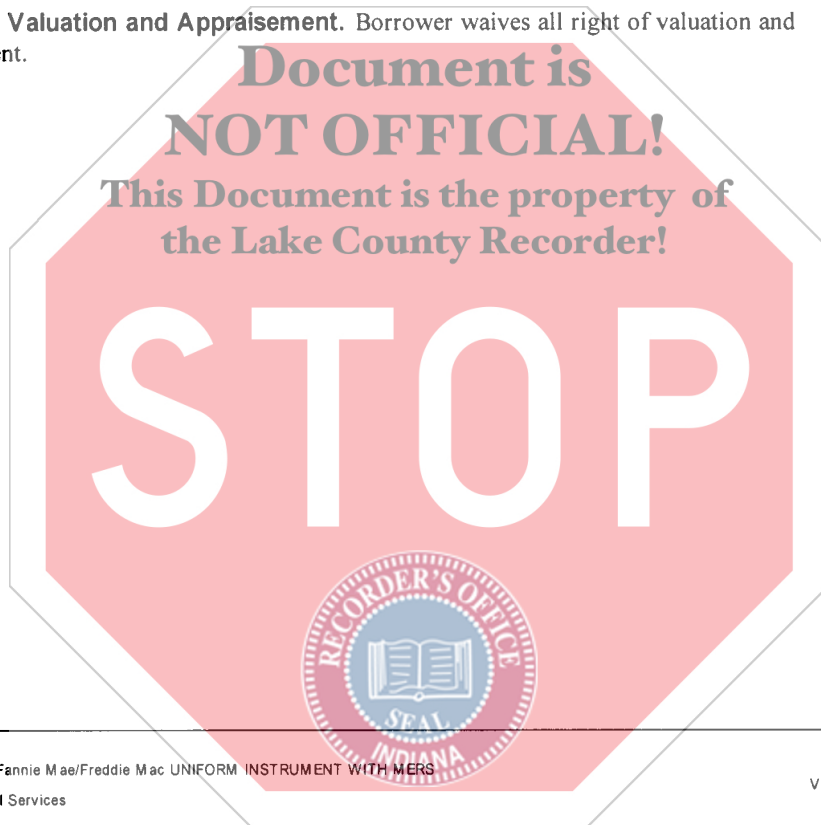 Valuation and Appraisement. Borrower waives all right of valuation and
nt.
Document is
NOT OFFICIAL!
This Document is the property of
the Lake County Recorder!
STOP
RECORDER'S OFFICE
SEAL
INDIANA
Fannie Mae/Freddie Mac UNIFORM INSTRUMENT WITH MERS
V
l Services